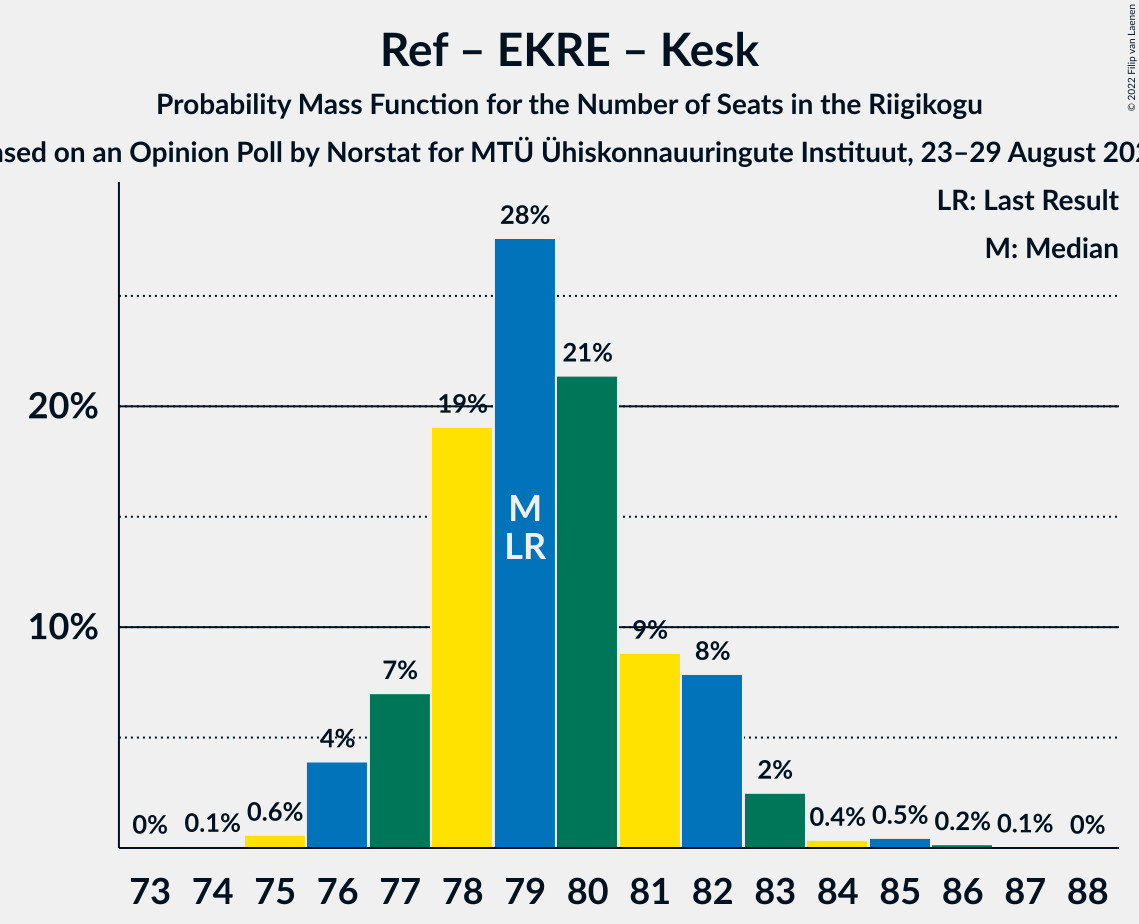 Ref – EKRE – Kesk
Probability Mass Function for the Number of Seats in the Riigikogu
on an Opinion Poll by Norstat for MTÜ Ühiskonnauuringute Instituut, 23–29 August
© 2022 Filip van Laenen
LR: Last Result
M: Median
28%
21%
20%
19%
M
LR
10%
9%
8%
7%
4%
2%
0%
0.1%
0.6%
0.4%
0.5%
0.2%
0.1%
0%
73 74 75 76 77 78 79 80 81 82 83 84 85 86 87 88